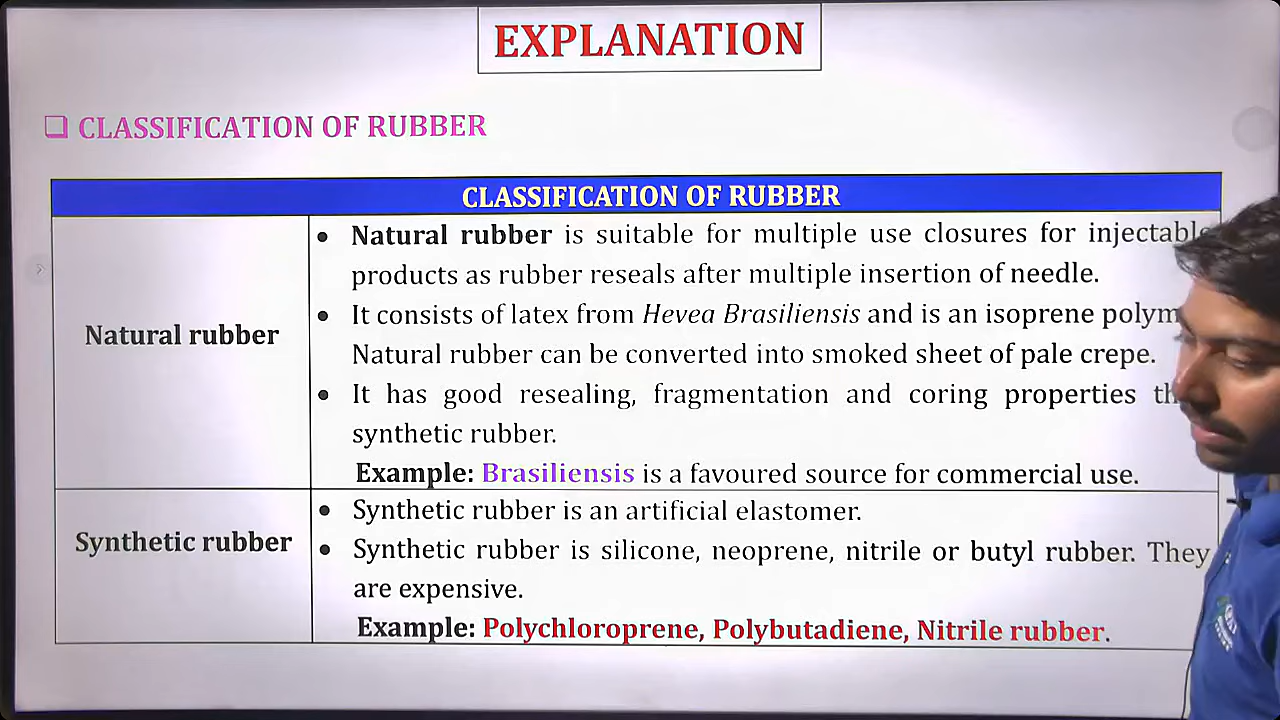 EXPLANATION
❑ CLASSIFICATION OF RUBBER
CLASSIFICATION OF RUBBER
Natural rubber
• Natural rubber is suitable for multiple use closures for injectable
products as rubber reseals after multiple insertion of needle.
• It consists of latex from Hevea Brasiliensis and is an isoprene
Natural rubber can be converted into smoked sheet of pale crepe.
• It has good resealing, fragmentation and coring properties
synthetic rubber.
Example: Brasiliensis is a favoured source for commercial use.
Synthetic rubber
• Synthetic rubber is an artificial elastomer.
• Synthetic rubber is silicone, neoprene, nitrile or butyl rubber. They
are expensive.
Example: Polychloroprene, Polybutadiene, Nitrile rubber.